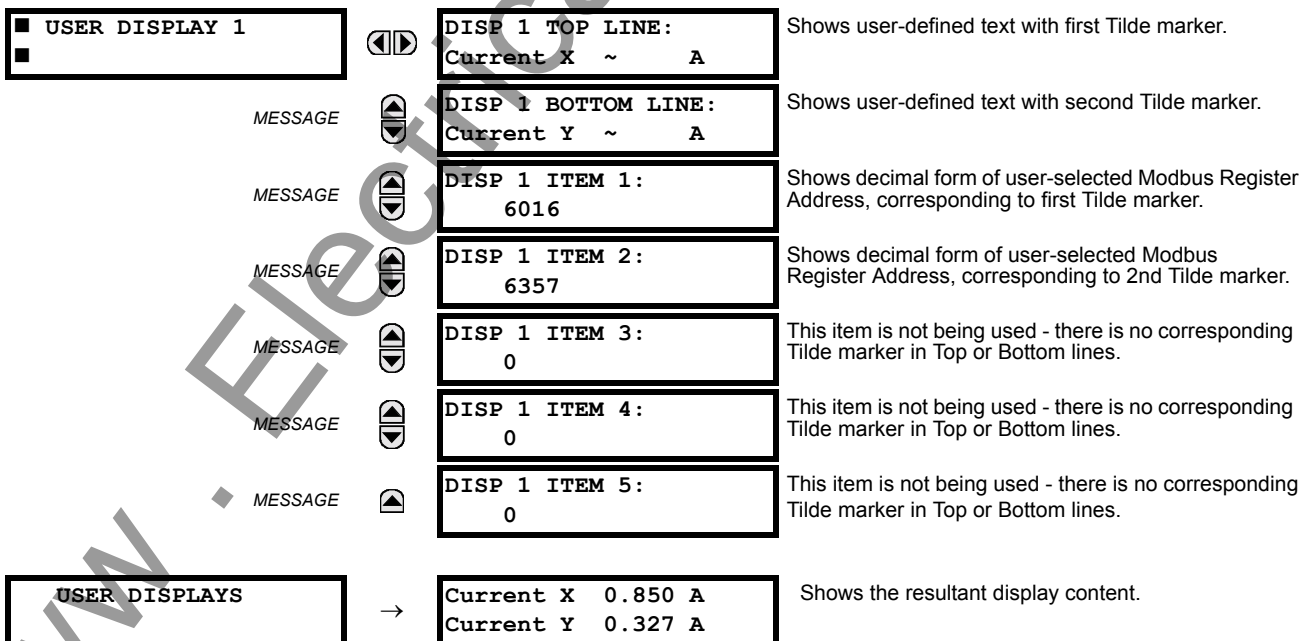 ■ USER DISPLAY 1
■
DISP 1 TOP LINE:
Current X ~ A
Shows user-defined text with first Tilde marker.
MESSAGE
DISP 1 BOTTOM LINE:
Current Y ~ A
Shows user-defined text with second Tilde marker.
MESSAGE
DISP 1 ITEM 1:
6016
Shows decimal form of user-selected Modbus Register
Address, corresponding to first Tilde marker.
MESSAGE
DISP 1 ITEM 2:
6357
Shows decimal form of user-selected Modbus
Register Address, corresponding to 2nd Tilde marker.
MESSAGE
DISP 1 ITEM 3:
0
This item is not being used - there is no corresponding
Tilde marker in Top or Bottom lines.
MESSAGE
DISP 1 ITEM 4:
0
This item is not being used - there is no corresponding
Tilde marker in Top or Bottom lines.
MESSAGE
DISP 1 ITEM 5:
0
This item is not being used - there is no corresponding
Tilde marker in Top or Bottom lines.
USER DISPLAYS
→
Current X 0.850 A
Current Y 0.327 A
Shows the resultant display content.
w . Electrica